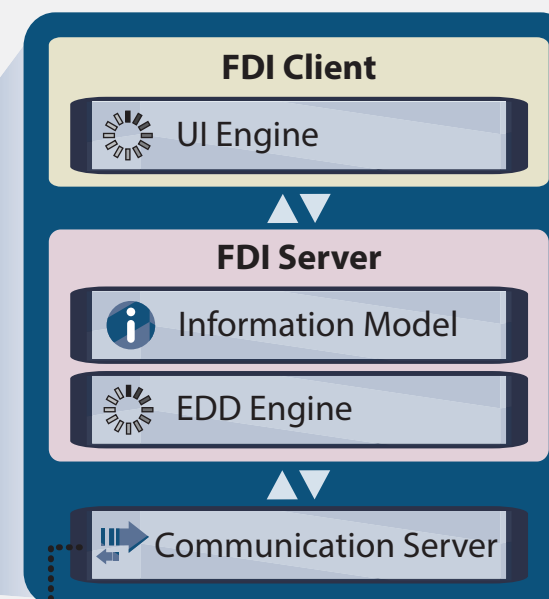 FDI Client
UI Engine
FDI Server
Information Model
EDD Engine
Communication Server